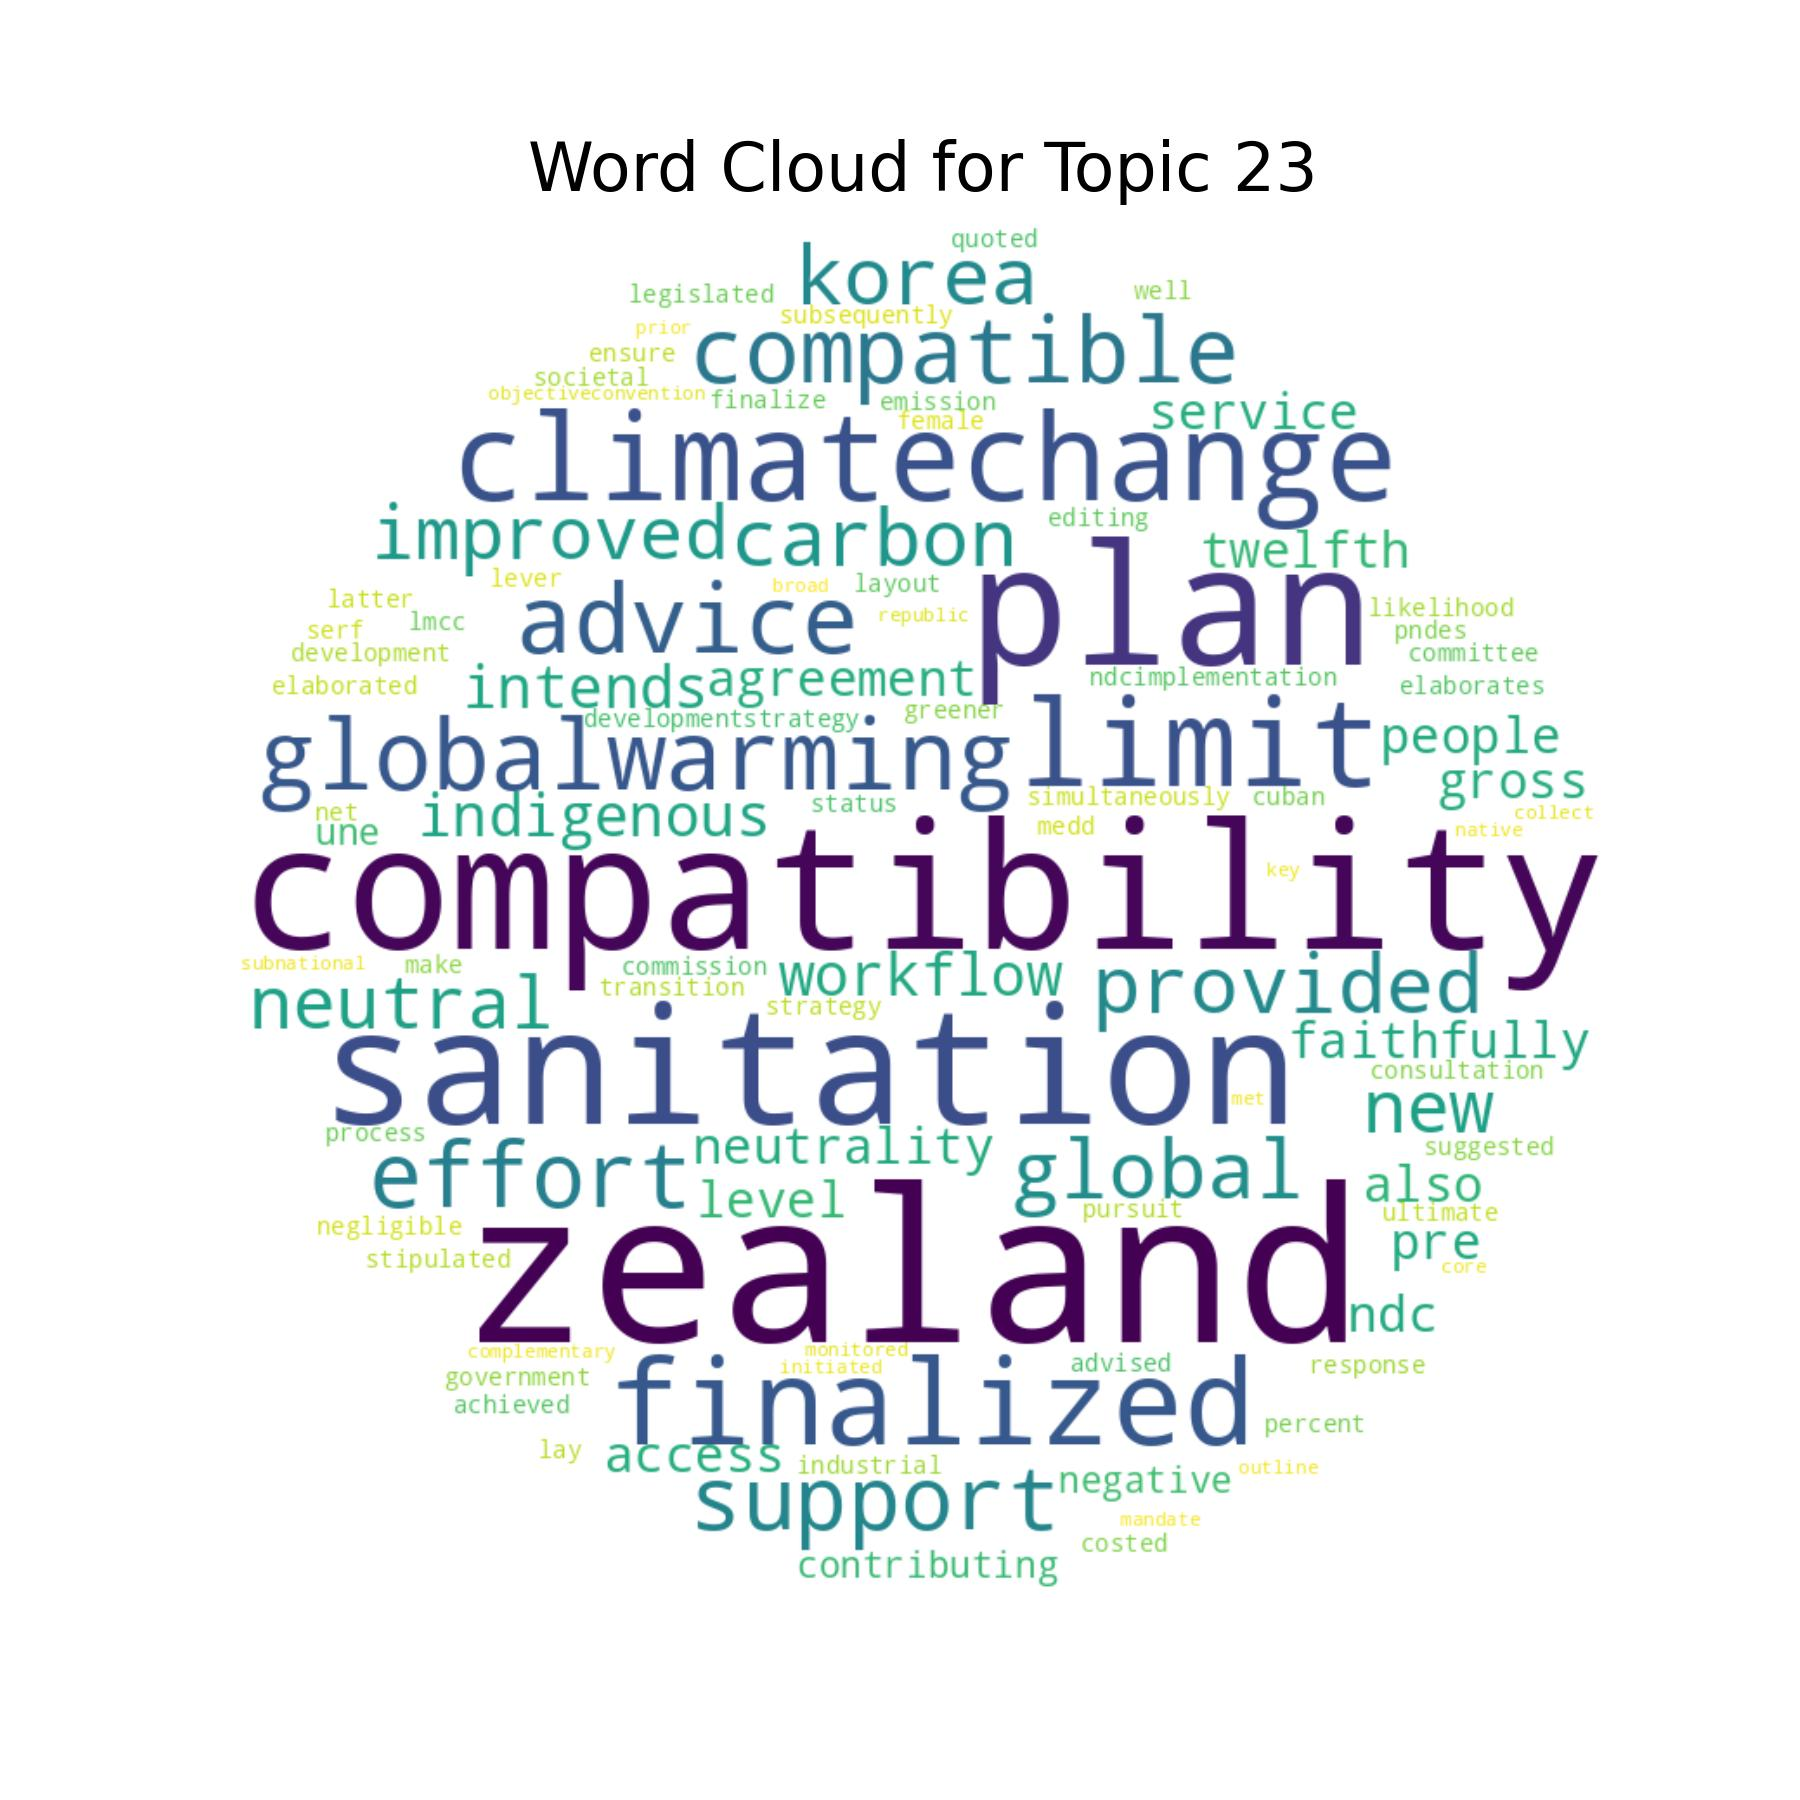 Word Cloud for Topic 23
quoted
korea
legislated
well
subsequently
prior
compatible
ensure
societal
objectiveconvention
finalize
emission
service
female
climatechange
improved
carbon
editing
twelfth
plan
lever
broad
layout
advice
republic
latter
lmcc
serf
development
elaborated
likelihood
pndes
committee
elaborates
intends
agreement
ndcimplementation
developmentstrategy
greener
globalwarming
limit
people
gross
net
une
indigenous
status
simultaneously
cuban
medd
collect
native
compatibility
key
subnational
make
commission
workflow
provided
transition
strategy
neutral
sanitation
faithfully
consultation
met
new
process
effort
neutrality
global
suggested
also
level
pursuit
ultimate
negligible
stipulated
zealand
pre
core
ndc
complementary
monitored
initiated
advised
response
government
achieved
finalized
percent
lay
access
industrial
negative
outline
support
mandate
costed
contributing